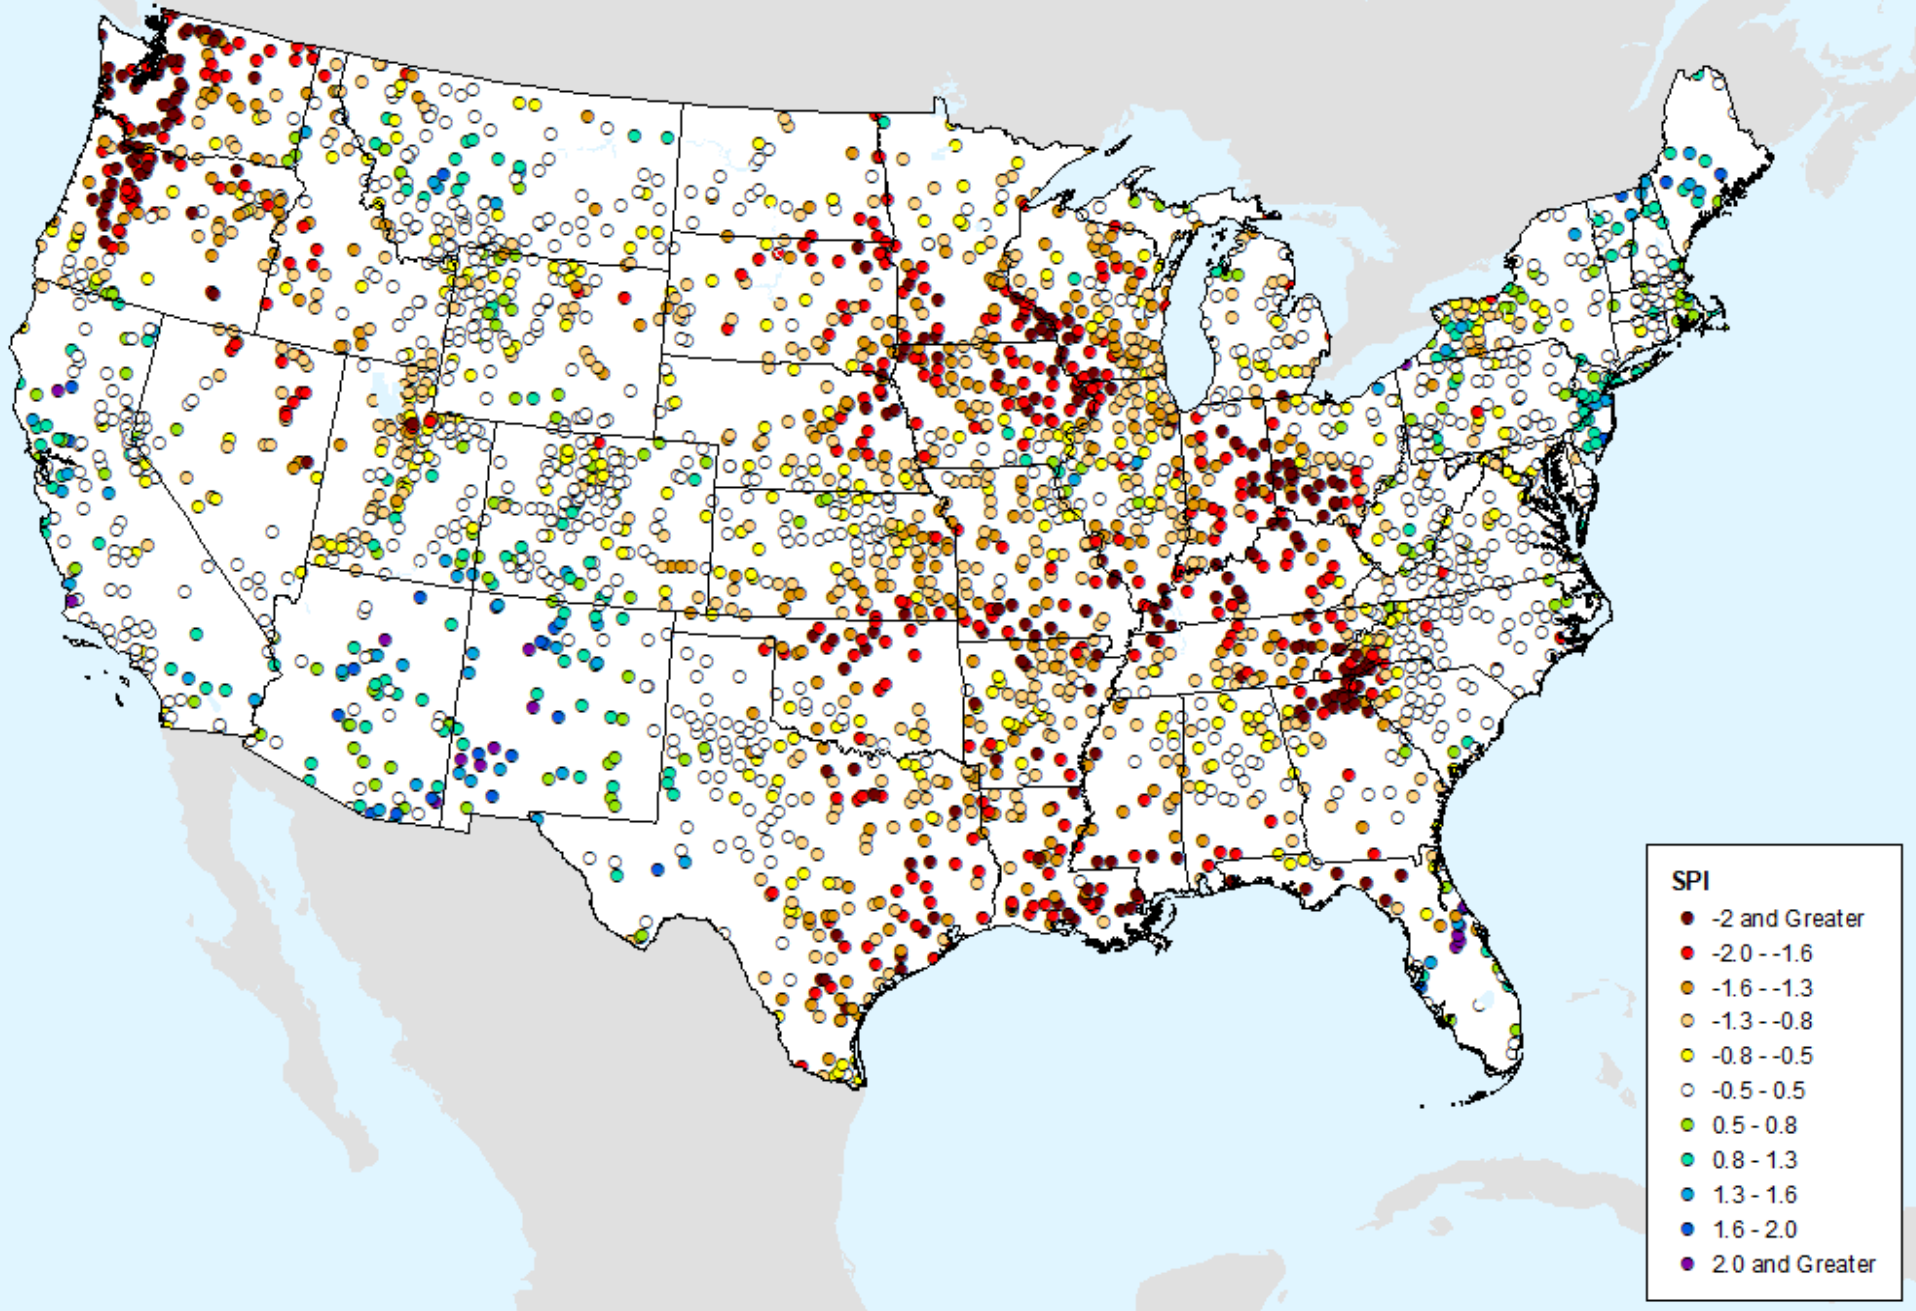 SPI
-2 and Greater
-2.0 - -1.6
-1.6 - -1.3
-1.3 - -0.8
-0.8 - -0.5
-0.5 - 0.5
0.5 - 0.8
0.8 - 1.3
1.3 - 1.6
1.6 - 2.0
2.0 and Greater